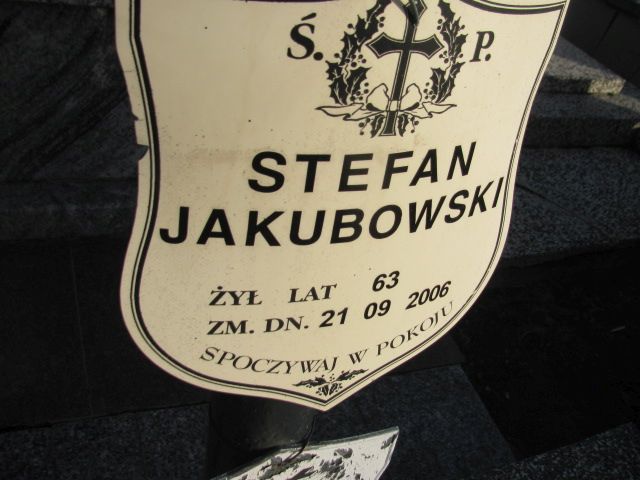 Ś. P.
STEFAN
JAKUBOWSKI
ŻYŁ LAT 63
ZM. DN. 21 09 2006
SPOCZYWAJ W POKOJU